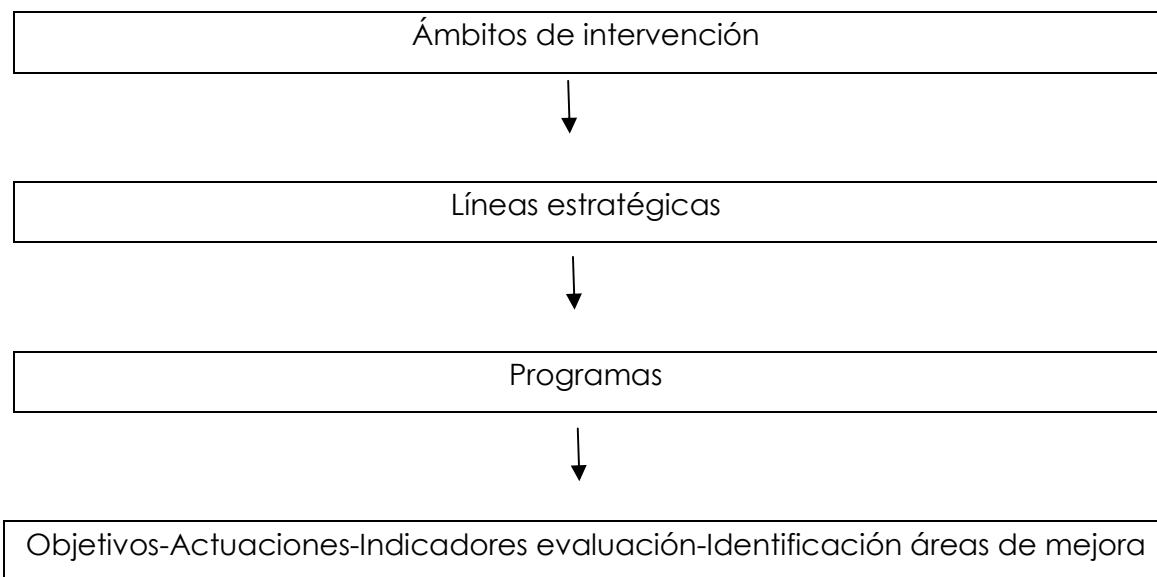 Ámbitos de intervención
Líneas estratégicas
Programas
Objetivos-Actuaciones-Indicadores evaluación-Identificación áreas de mejora